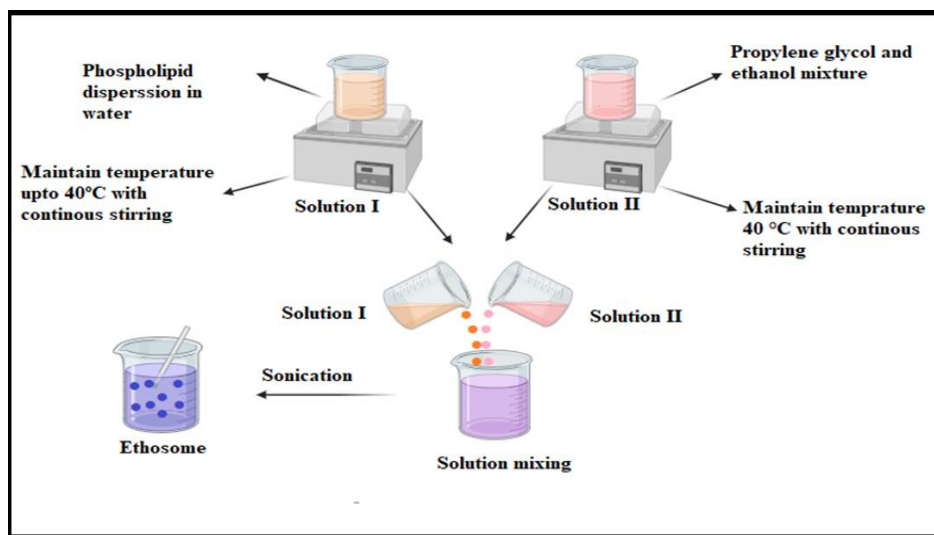 Phospholipid
disperssion in
water
Propylene glycol and
ethanol mixture
Maintain temperature
upto 40°C with
continous stirring
Solution I
Solution II
Maintain temprature
40 °C with continous
stirring
Solution I
Solution II
Sonication
Ethosome
Solution mixing